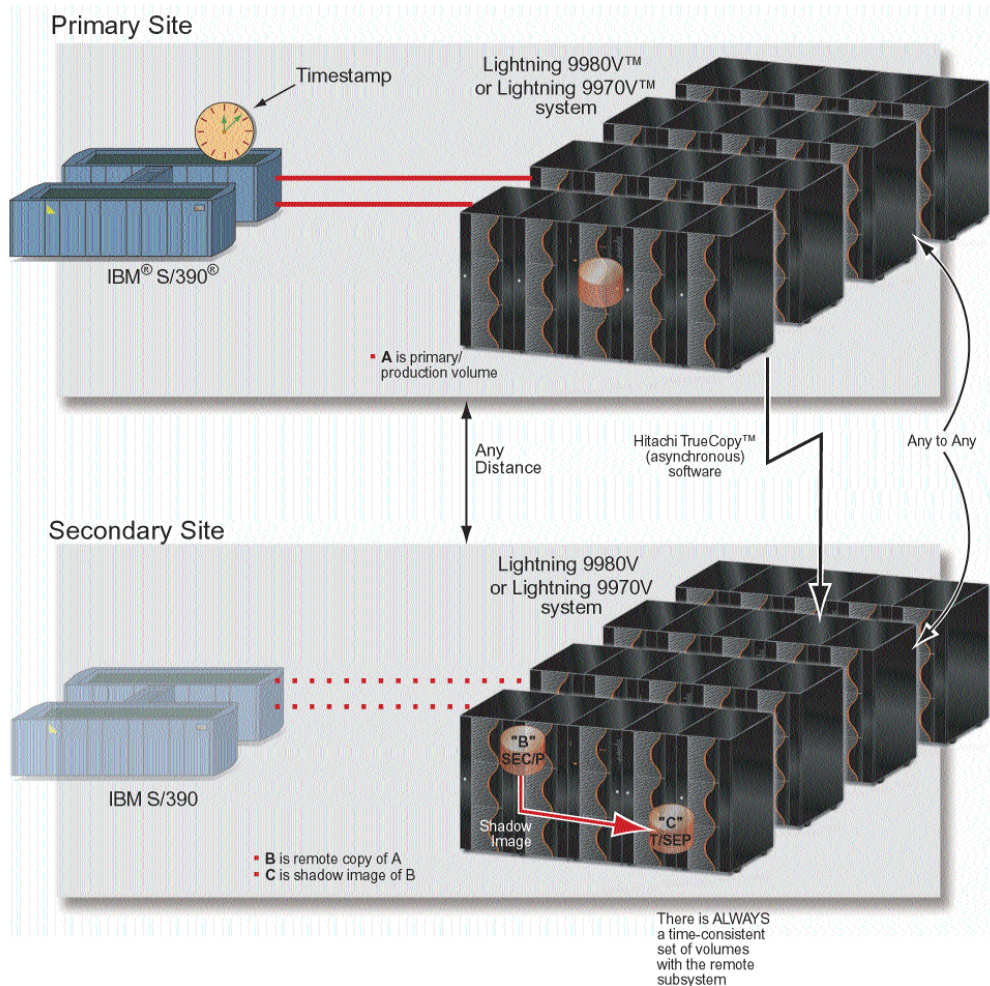 Primary Site
Timestamp
Lightning 9980V™
or Lightning 9970V™
system
IBM® S/390®
▪ A is primary/
production volume
Any
Distance
Hitachi TrueCopy™
(asynchronous)
software
Any to Any
Secondary Site
Lightning 9980V
or Lightning 9970V
system
IBM S/390
"B"
SEC/P
Shadow
Image
"C"
T/SEP
▪ B is remote copy of A
▪ C is shadow image of B
There is ALWAYS
a time-consistent
set of volumes
with the remote
subsystem